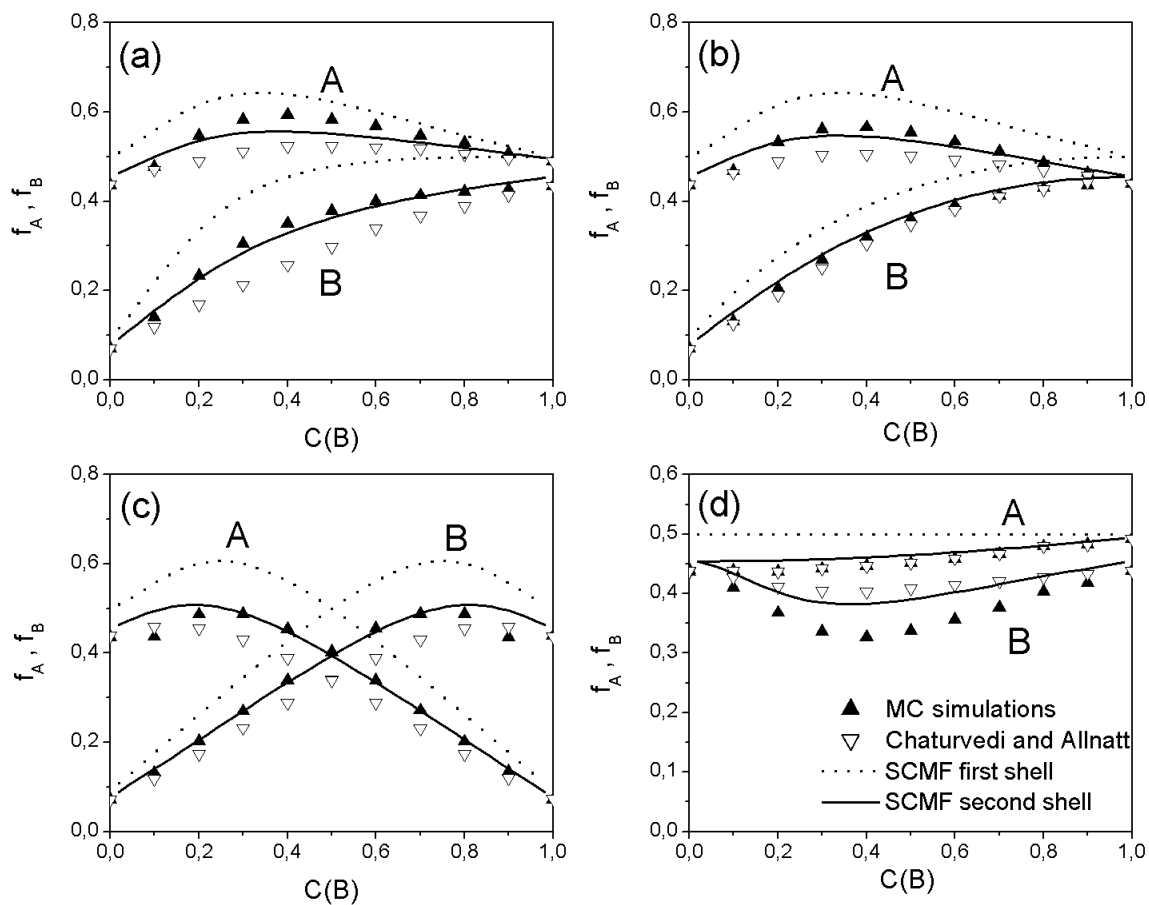 (a)
A
B
0,8
0,6
0,4
0,2
0,0
f_A , f_B
0,0 0,2 0,4 0,6 0,8 1,0
C(B)
(b)
A
B
0,8
0,6
0,4
0,2
0,0
f_A , f_B
0,0 0,2 0,4 0,6 0,8 1,0
C(B)
(c)
A
B
0,8
0,6
0,4
0,2
0,0
f_A , f_B
0,0 0,2 0,4 0,6 0,8 1,0
C(B)
(d)
A
B
0,6
0,5
0,4
0,3
0,2
0,1
0,0
f_A , f_B
MC simulations
Chaturvedi and Allnatt
SCMF first shell
SCMF second shell
0,0 0,2 0,4 0,6 0,8 1,0
C(B)